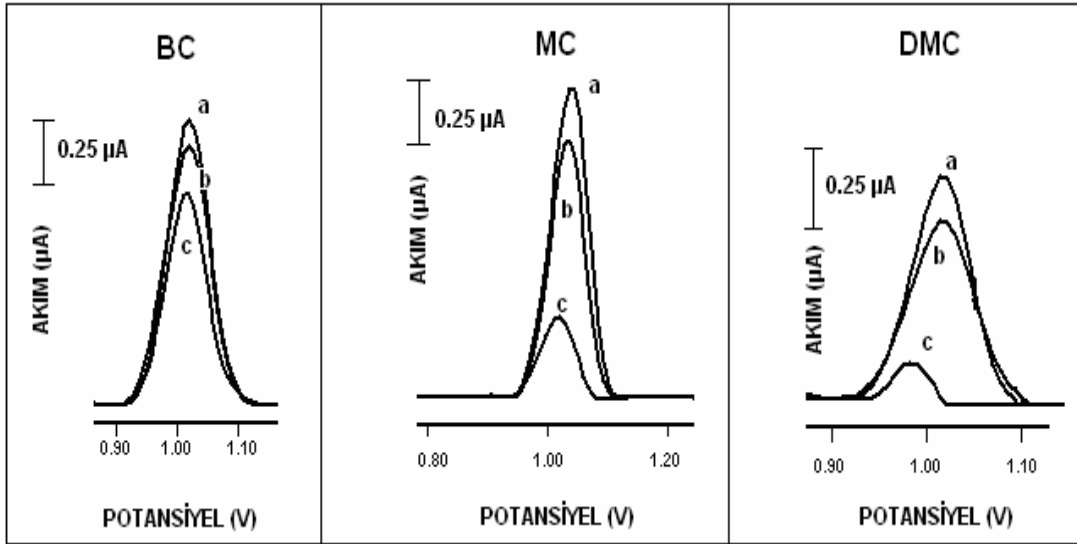 BC
a
0.25 µA
b
c
AKIM (µA)
0.90 1.00 1.10
POTANSİYEL (V)
MC
a
0.25 µA
b
c
AKIM (µA)
0.80 1.00 1.20
POTANSİYEL (V)
DMC
a
0.25 µA
b
c
AKIM (µA)
0.90 1.00 1.10
POTANSİYEL (V)